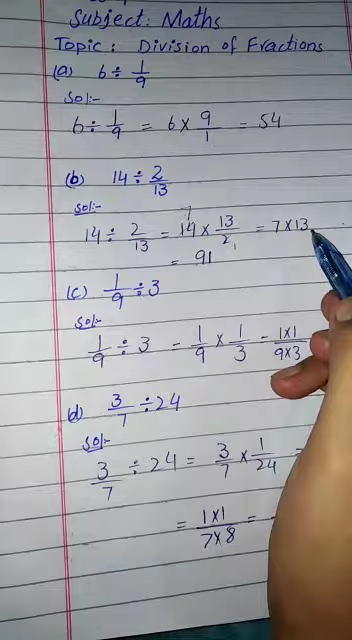 Subject: Maths
Topic: Division of Fractions
(a) 6 ÷ 1/9
Sol:-
6 ÷ 1/9 = 6 × 9/1 = 54
(b) 14 ÷ 2/13
Sol:-
7
14 ÷ 2/13 = 14 × 13/2 1 = 7 × 13
= 91
(c) 1/9 ÷ 3
Sol:-
1/9 ÷ 3 = 1/9 × 1/3 = 1×1/9×3
d) 3/7 ÷ 24
Sol:-
3/7 ÷ 24 = 3/7 × 1/24 =
= 1×1/7×8 =